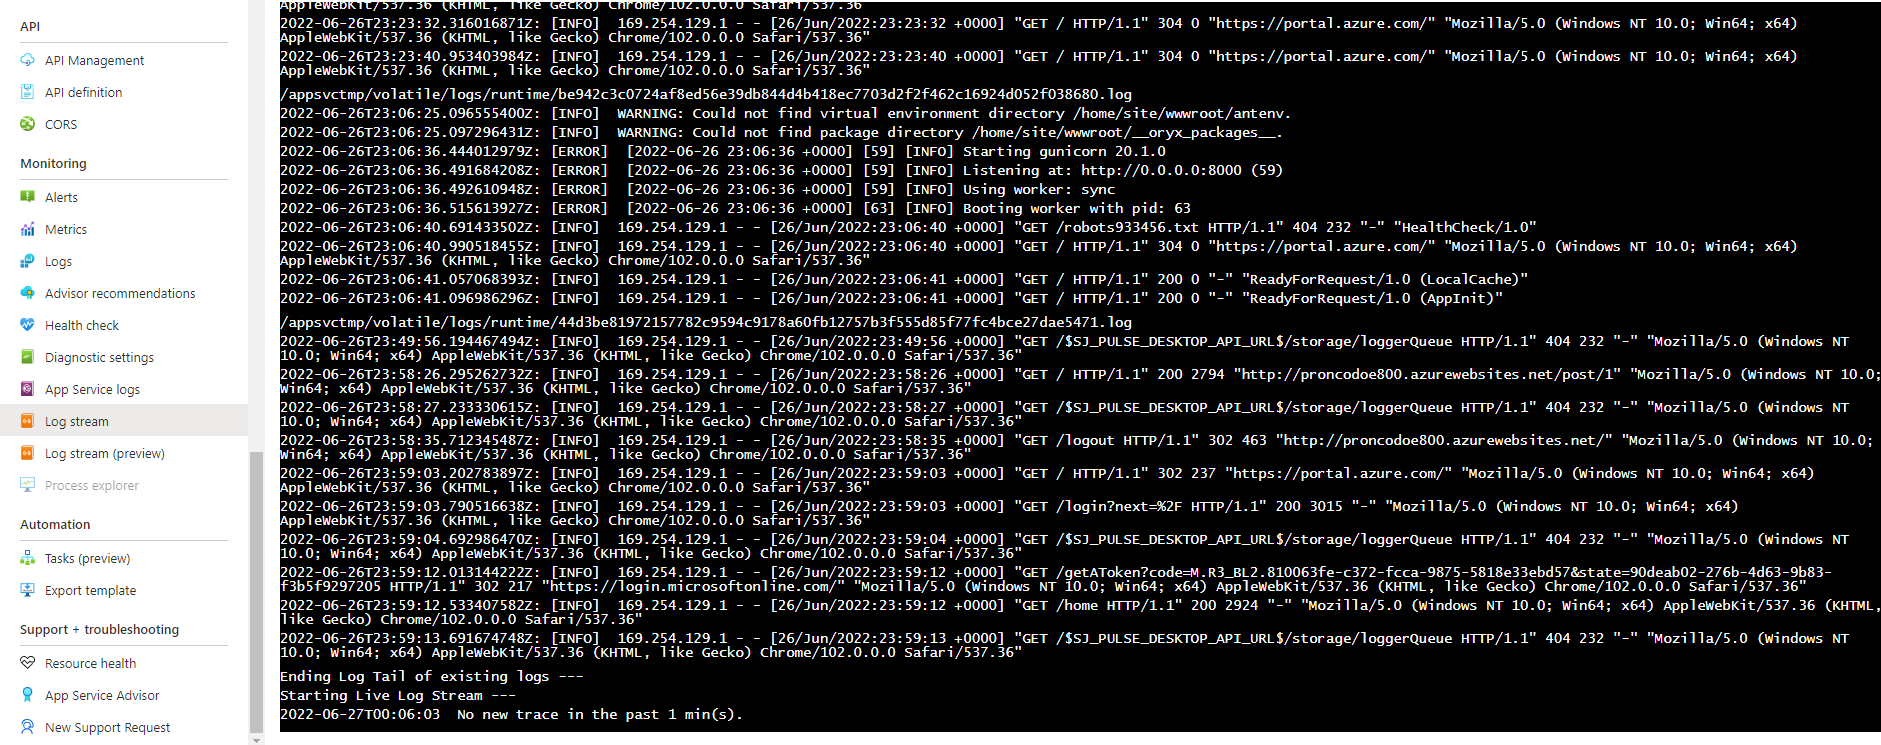 API
API Management
API definition
CORS
Monitoring
Alerts
Metrics
Logs
Advisor recommendations
Health check
Diagnostic settings
App Service logs
Log stream
Log stream (preview)
Process explorer
Automation
Tasks (preview)
Export template
Support + troubleshooting
Resource health
App Service Advisor
New Support Request
AppleWebKit/537.36 (KHTML, like Gecko) Chrome/102.0.0.0 Safari/537.36"
2022-06-26T23:23:32.316016871Z: [INFO]  169.254.129.1 - - [26/Jun/2022:23:23:32 +0000] "GET / HTTP/1.1" 304 0 "https://portal.azure.com/" "Mozilla/5.0 (Windows NT 10.0; Win64; x64)
AppleWebKit/537.36 (KHTML, like Gecko) Chrome/102.0.0.0 Safari/537.36"
2022-06-26T23:23:40.953403984Z: [INFO]  169.254.129.1 - - [26/Jun/2022:23:23:40 +0000] "GET / HTTP/1.1" 304 0 "https://portal.azure.com/" "Mozilla/5.0 (Windows NT 10.0; Win64; x64)
AppleWebKit/537.36 (KHTML, like Gecko) Chrome/102.0.0.0 Safari/537.36"
/appsvctmp/volatile/logs/runtime/be942c3c0724af8ed56e39db844d4b418ec7703d2f2f462c16924d052f038680.log
2022-06-26T23:06:25.096555400Z: [INFO]  WARNING: Could not find virtual environment directory /home/site/wwwroot/antenv.
2022-06-26T23:06:25.097296431Z: [INFO]  WARNING: Could not find package directory /home/site/wwwroot/__oryx_packages__.
2022-06-26T23:06:36.444012979Z: [ERROR]  [2022-06-26 23:06:36 +0000] [59] [INFO] Starting gunicorn 20.1.0
2022-06-26T23:06:36.491684208Z: [ERROR]  [2022-06-26 23:06:36 +0000] [59] [INFO] Listening at: http://0.0.0.0:8000 (59)
2022-06-26T23:06:36.492610948Z: [ERROR]  [2022-06-26 23:06:36 +0000] [59] [INFO] Using worker: sync
2022-06-26T23:06:36.515613927Z: [ERROR]  [2022-06-26 23:06:36 +0000] [63] [INFO] Booting worker with pid: 63
2022-06-26T23:06:40.691433502Z: [INFO]  169.254.129.1 - - [26/Jun/2022:23:06:40 +0000] "GET /robots933456.txt HTTP/1.1" 404 232 "-" "HealthCheck/1.0"
2022-06-26T23:06:40.990518455Z: [INFO]  169.254.129.1 - - [26/Jun/2022:23:06:40 +0000] "GET / HTTP/1.1" 304 0 "https://portal.azure.com/" "Mozilla/5.0 (Windows NT 10.0; Win64; x64)
AppleWebKit/537.36 (KHTML, like Gecko) Chrome/102.0.0.0 Safari/537.36"
2022-06-26T23:06:41.057068393Z: [INFO]  169.254.129.1 - - [26/Jun/2022:23:06:41 +0000] "GET / HTTP/1.1" 200 0 "-" "ReadyForRequest/1.0 (LocalCache)"
2022-06-26T23:06:41.096986296Z: [INFO]  169.254.129.1 - - [26/Jun/2022:23:06:41 +0000] "GET / HTTP/1.1" 200 0 "-" "ReadyForRequest/1.0 (AppInit)"
/appsvctmp/volatile/logs/runtime/44d3be81972157782c9594c9178a60fb12757b3f555d85f77fc4bce27dae5471.log
2022-06-26T23:49:56.194467494Z: [INFO]  169.254.129.1 - - [26/Jun/2022:23:49:56 +0000] "GET /$SJ_PULSE_DESKTOP_API_URL$/storage/loggerQueue HTTP/1.1" 404 232 "-" "Mozilla/5.0 (Windows NT
10.0; Win64; x64) AppleWebKit/537.36 (KHTML, like Gecko) Chrome/102.0.0.0 Safari/537.36"
2022-06-26T23:58:26.295262732Z: [INFO]  169.254.129.1 - - [26/Jun/2022:23:58:26 +0000] "GET / HTTP/1.1" 200 2794 "http://proncodoe800.azurewebsites.net/post/1" "Mozilla/5.0 (Windows NT 10.0;
Win64; x64) AppleWebKit/537.36 (KHTML, like Gecko) Chrome/102.0.0.0 Safari/537.36"
2022-06-26T23:58:27.233330615Z: [INFO]  169.254.129.1 - - [26/Jun/2022:23:58:27 +0000] "GET /$SJ_PULSE_DESKTOP_API_URL$/storage/loggerQueue HTTP/1.1" 404 232 "-" "Mozilla/5.0 (Windows NT
10.0; Win64; x64) AppleWebKit/537.36 (KHTML, like Gecko) Chrome/102.0.0.0 Safari/537.36"
2022-06-26T23:58:35.712345487Z: [INFO]  169.254.129.1 - - [26/Jun/2022:23:58:35 +0000] "GET /logout HTTP/1.1" 302 463 "http://proncodoe800.azurewebsites.net/" "Mozilla/5.0 (Windows NT 10.0;
Win64; x64) AppleWebKit/537.36 (KHTML, like Gecko) Chrome/102.0.0.0 Safari/537.36"
2022-06-26T23:59:03.202783897Z: [INFO]  169.254.129.1 - - [26/Jun/2022:23:59:03 +0000] "GET / HTTP/1.1" 302 237 "https://portal.azure.com/" "Mozilla/5.0 (Windows NT 10.0; Win64; x64)
AppleWebKit/537.36 (KHTML, like Gecko) Chrome/102.0.0.0 Safari/537.36"
2022-06-26T23:59:03.790516638Z: [INFO]  169.254.129.1 - - [26/Jun/2022:23:59:03 +0000] "GET /login?next=%2F HTTP/1.1" 200 3015 "-" "Mozilla/5.0 (Windows NT 10.0; Win64; x64)
AppleWebKit/537.36 (KHTML, like Gecko) Chrome/102.0.0.0 Safari/537.36"
2022-06-26T23:59:04.692986470Z: [INFO]  169.254.129.1 - - [26/Jun/2022:23:59:04 +0000] "GET /$SJ_PULSE_DESKTOP_API_URL$/storage/loggerQueue HTTP/1.1" 404 232 "-" "Mozilla/5.0 (Windows NT
10.0; Win64; x64) AppleWebKit/537.36 (KHTML, like Gecko) Chrome/102.0.0.0 Safari/537.36"
2022-06-26T23:59:12.013144222Z: [INFO]  169.254.129.1 - - [26/Jun/2022:23:59:12 +0000] "GET /getAToken?code=M.R3_BL2.810063fe-c372-fcca-9875-5818e33ebd57&state=90deab02-276b-4d63-9b83-
f3b5f9297205 HTTP/1.1" 302 217 "https://login.microsoftonline.com/" "Mozilla/5.0 (Windows NT 10.0; Win64; x64) AppleWebKit/537.36 (KHTML, like Gecko) Chrome/102.0.0.0 Safari/537.36"
2022-06-26T23:59:12.533407582Z: [INFO]  169.254.129.1 - - [26/Jun/2022:23:59:12 +0000] "GET /home HTTP/1.1" 200 2924 "-" "Mozilla/5.0 (Windows NT 10.0; Win64; x64) AppleWebKit/537.36 (KHTML,
like Gecko) Chrome/102.0.0.0 Safari/537.36"
2022-06-26T23:59:13.691674748Z: [INFO]  169.254.129.1 - - [26/Jun/2022:23:59:13 +0000] "GET /$SJ_PULSE_DESKTOP_API_URL$/storage/loggerQueue HTTP/1.1" 404 232 "-" "Mozilla/5.0 (Windows NT
10.0; Win64; x64) AppleWebKit/537.36 (KHTML, like Gecko) Chrome/102.0.0.0 Safari/537.36"
Ending Log Tail of existing logs ---
Starting Live Log Stream ---
2022-06-27T00:06:03  No new trace in the past 1 min(s).